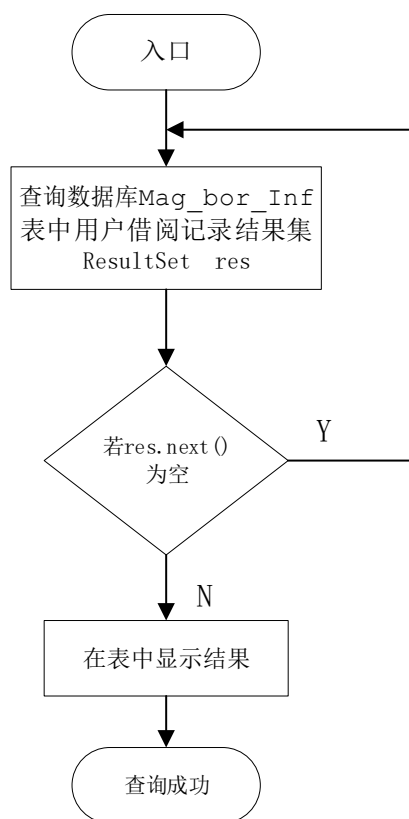 入口
查询数据库Mag_bor_Inf
表中用户借阅记录结果集
ResultSet res
若res.next()
为空
Y
N
在表中显示结果
查询成功